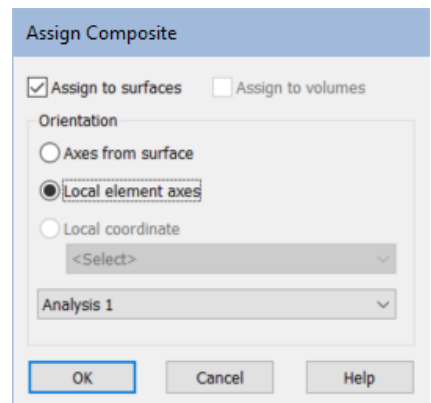 Assign Composite
Assign to surfaces Assign to volumes
Orientation
Axes from surface
Local element axes
Local coordinate
<Select>
Analysis 1
OK Cancel Help